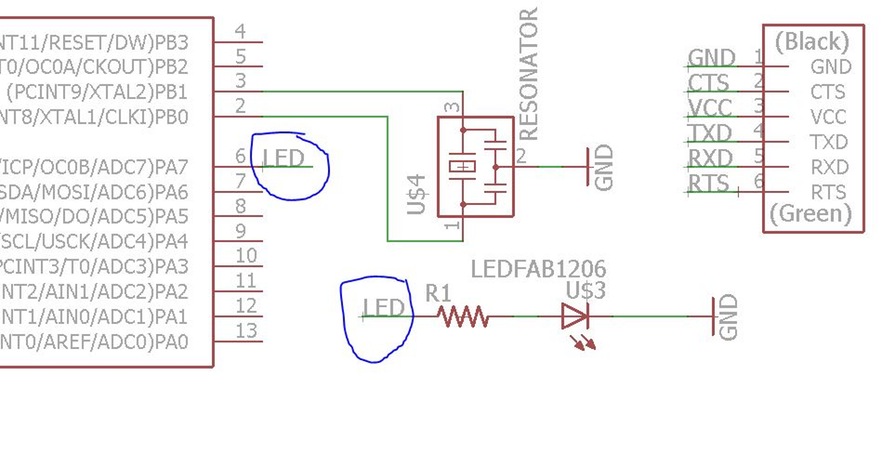 NT11/RESET/DW)PB3 4
T0/OC0A/CKOUT)PB2 5
(PCINT9/XTAL2)PB1 3
NT8/XTAL1/CLKI)PB0 2
/ICP/OC0B/ADC7)PA7 6 LED
SDA/MOSI/ADC6)PA6 7
/MISO/DO/ADC5)PA5 8
/SCL/USCK/ADC4)PA4 9
PCINT3/T0/ADC3)PA3 10
NT2/AIN1/ADC2)PA2 11
NT1/AIN0/ADC1)PA1 12
NT0/AREF/ADC0)PA0 13
RESONATOR
3
2
GND
U$4
1
(Black)
GND 1 GND
CTS 2 CTS
VCC 3 VCC
TXD 4 TXD
RXD 5 RXD
RTS 6 RTS
(Green)
LEDFAB1206
LED R1 U$3
GND